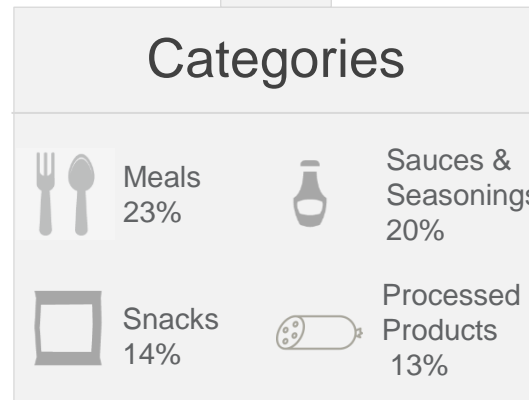 Categories
Meals
23%
Sauces &
Seasonings
20%
Snacks
14%
Processed
Products
13%